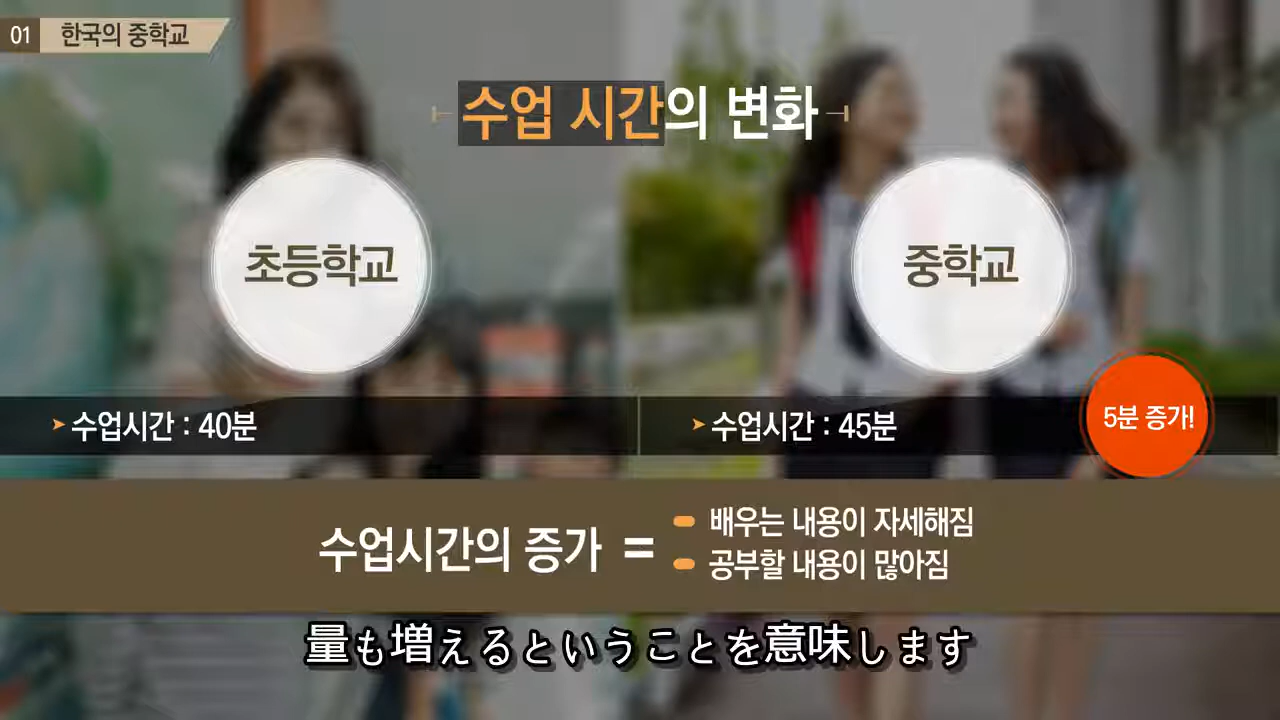 01 한국의 중학교
수업 시간의 변화
초등학교
중학교
수업시간 : 40분
수업시간 : 45분
5분 증가!
수업시간의 증가 =
배우는 내용이 자세해짐
공부할 내용이 많아짐
量も増えるということを意味します